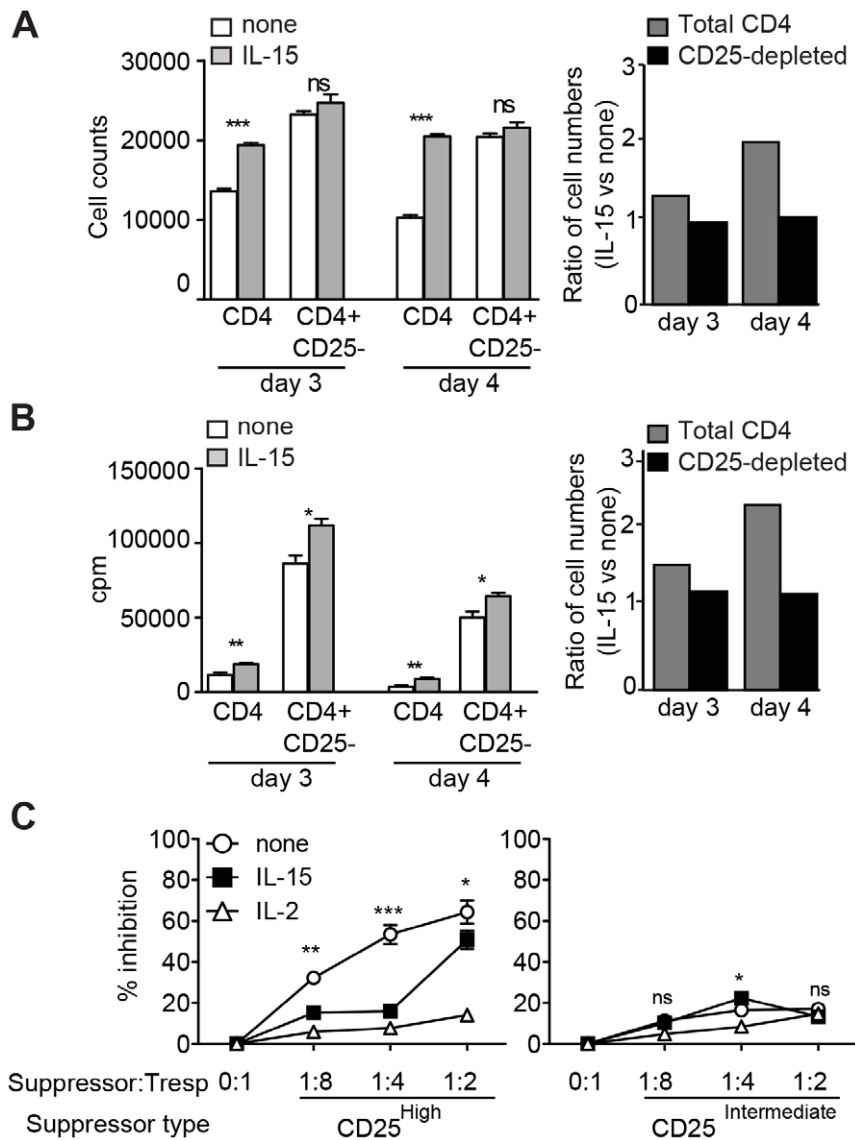 A
none
IL-15
Cell counts
30000
20000
10000
0
***
ns
***
ns
CD4
CD4+
CD25-
CD4
CD4+
CD25-
day 3
day 4
Total CD4
CD25-depleted
Ratio of cell numbers
(IL-15 vs none)
3
2
1
0
day 3
day 4
B
none
IL-15
cpm
150000
100000
50000
0
**
*
**
*
CD4
CD4+
CD25-
CD4
CD4+
CD25-
day 3
day 4
Total CD4
CD25-depleted
Ratio of cell numbers
(IL-15 vs none)
3
2
1
0
day 3
day 4
C
% inhibition
100
80
60
40
20
0
none
IL-15
IL-2
**
***
*
100
80
60
40
20
0
ns
*
ns
Suppressor:Tresp
0:1
1:8
1:4
1:2
0:1
1:8
1:4
1:2
Suppressor type
CD25High
CD25Intermediate